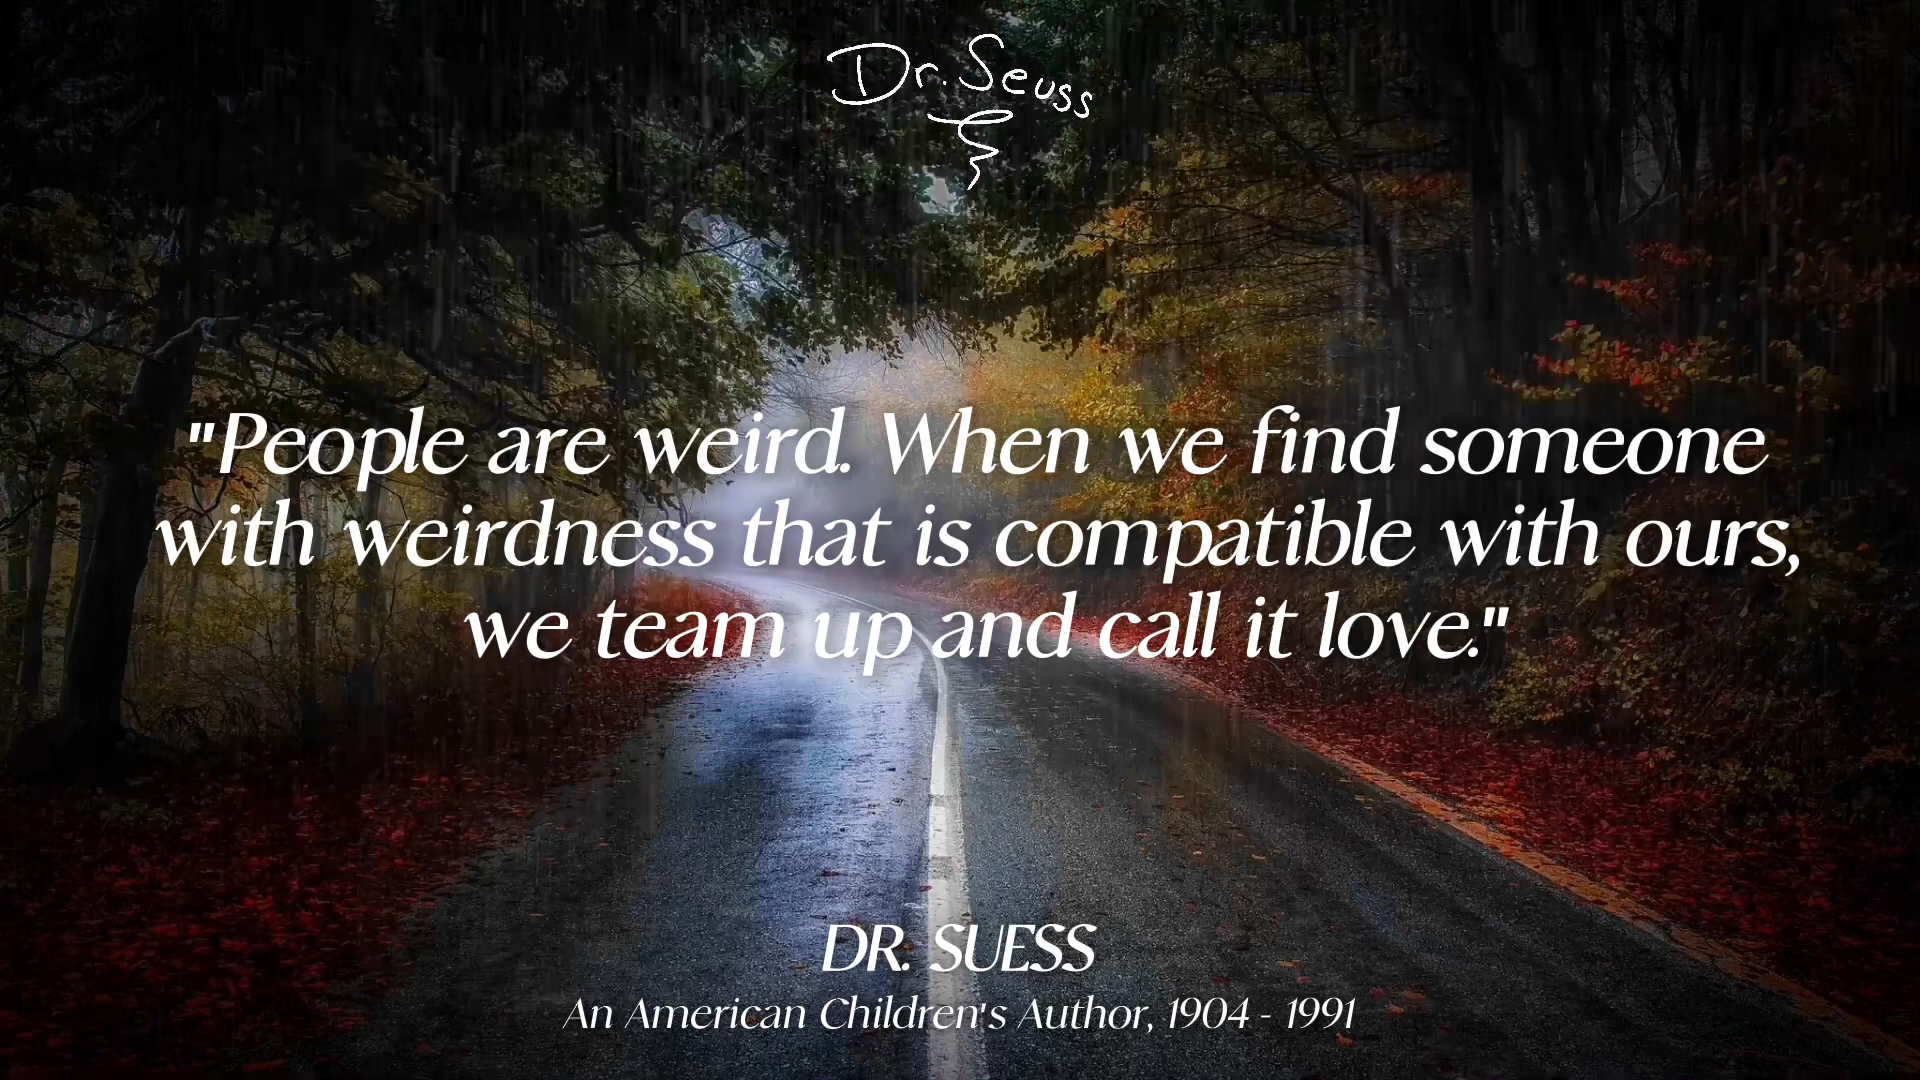 Dr. Seuss
"People are weird. When we find someone
with weirdness that is compatible with ours,
we team up and call it love."
DR. SUESS
An American Children's Author, 1904 - 1991